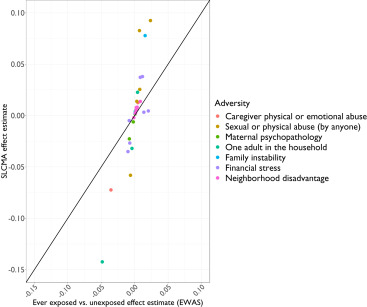 0.10
0.05
0.00
-0.05
-0.10
-0.15
SLCMA effect estimate
-0.15
-0.10
-0.05
0.00
0.05
0.10
Ever exposed vs. unexposed effect estimate (EWAS)
Adversity
Caregiver physical or emotional abuse
Sexual or physical abuse (by anyone)
Maternal psychopathology
One adult in the household
Family instability
Financial stress
Neighborhood disadvantage